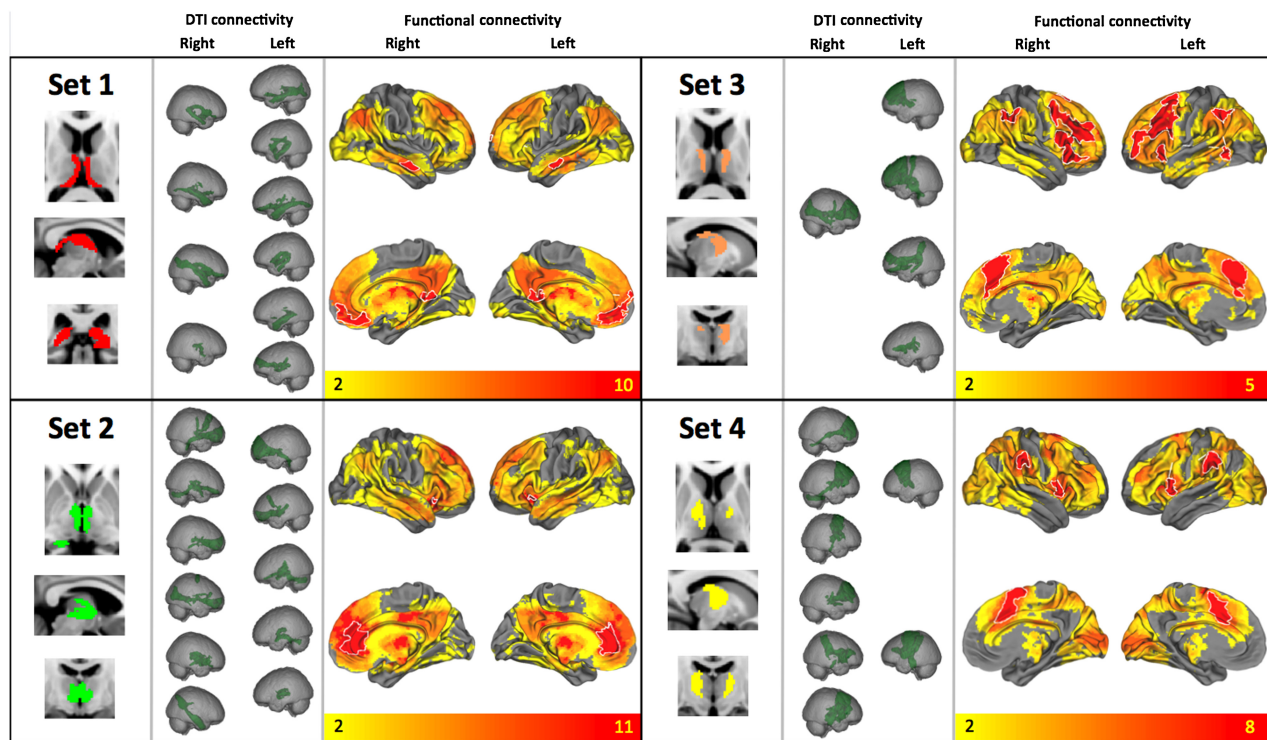 DTI connectivity
Functional connectivity
DTI connectivity
Functional connectivity
Right
Left
Right
Left
Right
Left
Right
Left
Set 1
2
10
Set 3
2
5
Set 2
2
11
Set 4
2
8